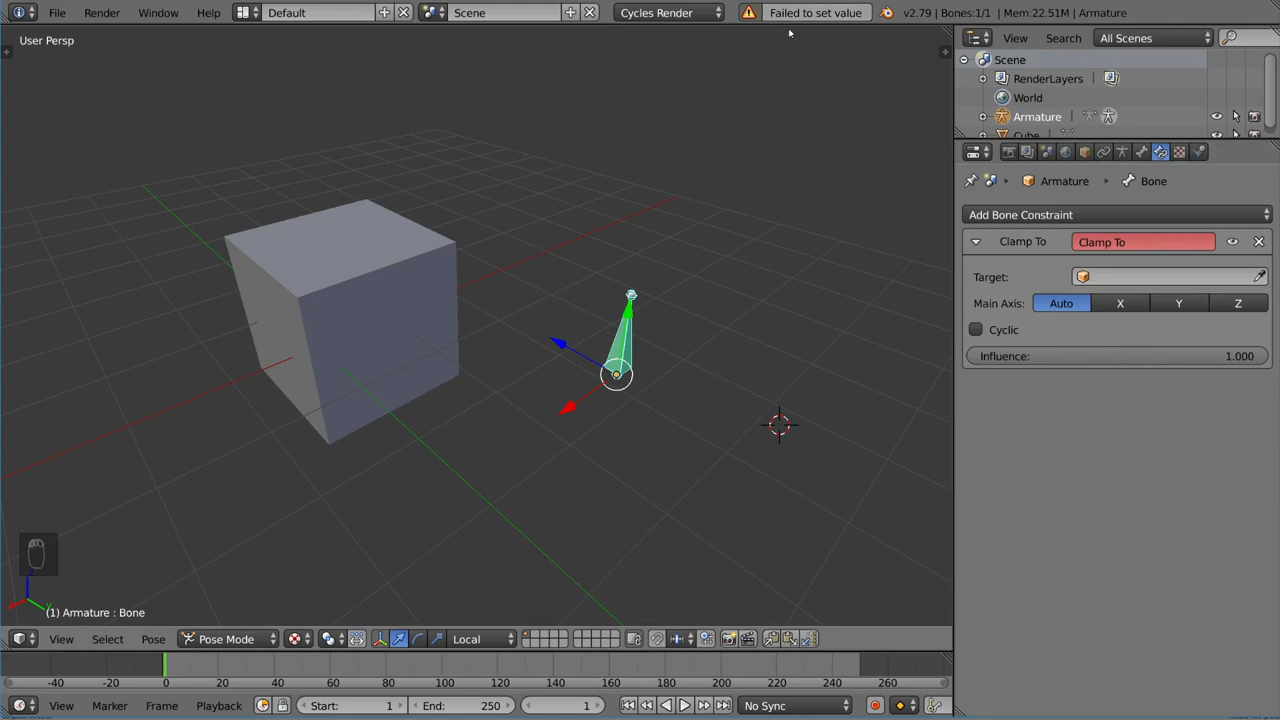 File Render Window Help Default Scene Cycles Render Failed to set value v2.79 | Bones:1/1 | Mem:22.51M | Armature
User Persp
View Search All Scenes
Scene
RenderLayers
World
Armature
Cube
Armature Bone
Add Bone Constraint
Clamp To Clamp To
Target:
Main Axis: Auto X Y Z
Cyclic
Influence: 1.000
(1) Armature : Bone
View Select Pose Pose Mode Local
-40 -20 0 20 40 60 80 100 120 140 160 180 200 220 240 260
View Marker Frame Playback Start: 1 End: 250 1 No Sync